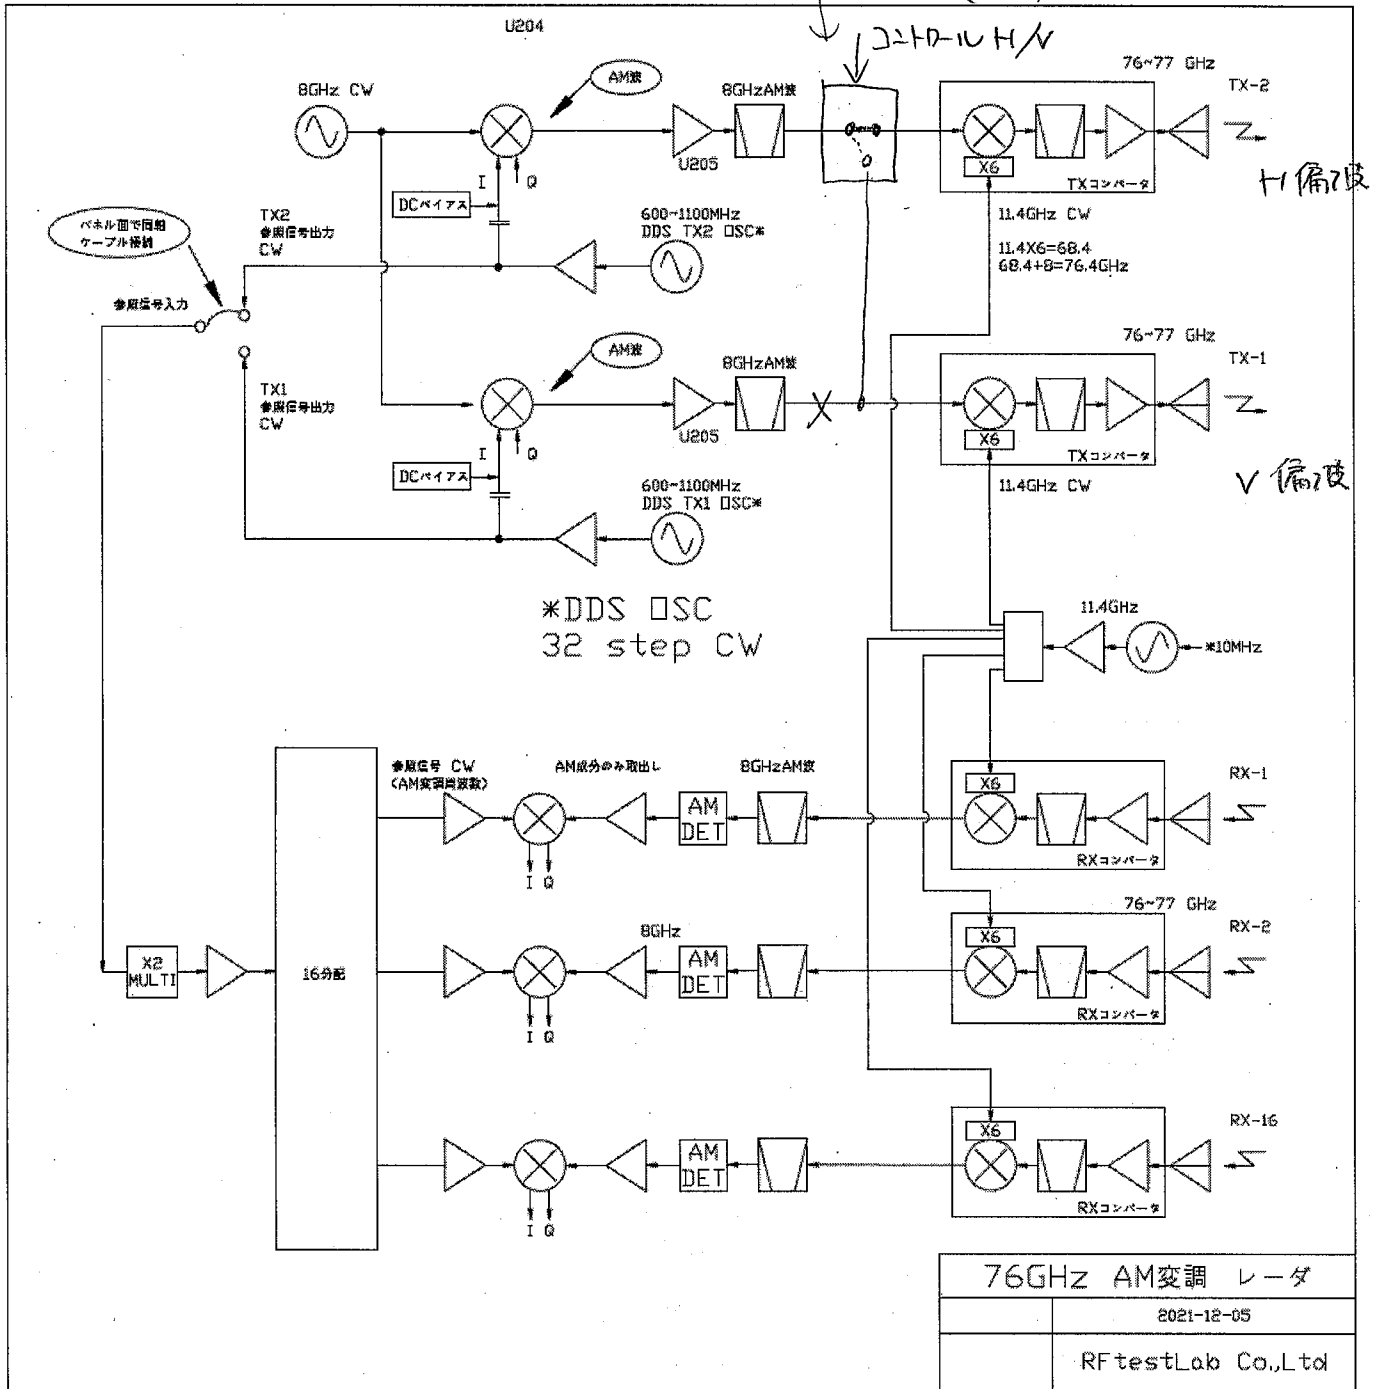 U204
コントロール H/V
AM波
76~77 GHz
8GHz CW
8GHzAM波
TX-2
U205
X6
H偏波
I
Q
TXコンバータ
DCバイアス
11.4GHz CW
パネル面で同軸
ケーブル接続
TX2
参照信号出力
CW
600~1100MHz
DDS TX2 OSC*
11.4X6=68.4
68.4+8=76.4GHz
参照信号入力
AM波
76~77 GHz
8GHzAM波
TX-1
TX1
参照信号出力
CW
X
U205
X6
I
Q
TXコンバータ
DCバイアス
V偏波
600~1100MHz
DDS TX1 OSC*
11.4GHz CW
*DDS OSC
32 step CW
11.4GHz
*10MHz
参照信号 CW
(AM変調周波数)
AM成分のみ取出し
8GHzAM波
RX-1
X6
AM
DET
RXコンバータ
I Q
76~77 GHz
8GHz
RX-2
X6
X2
MULTI
16分配
AM
DET
RXコンバータ
I Q
RX-16
X6
AM
DET
RXコンバータ
I Q
76GHz AM変調 レーダ
2021-12-05
RFtestLab Co.,Ltd